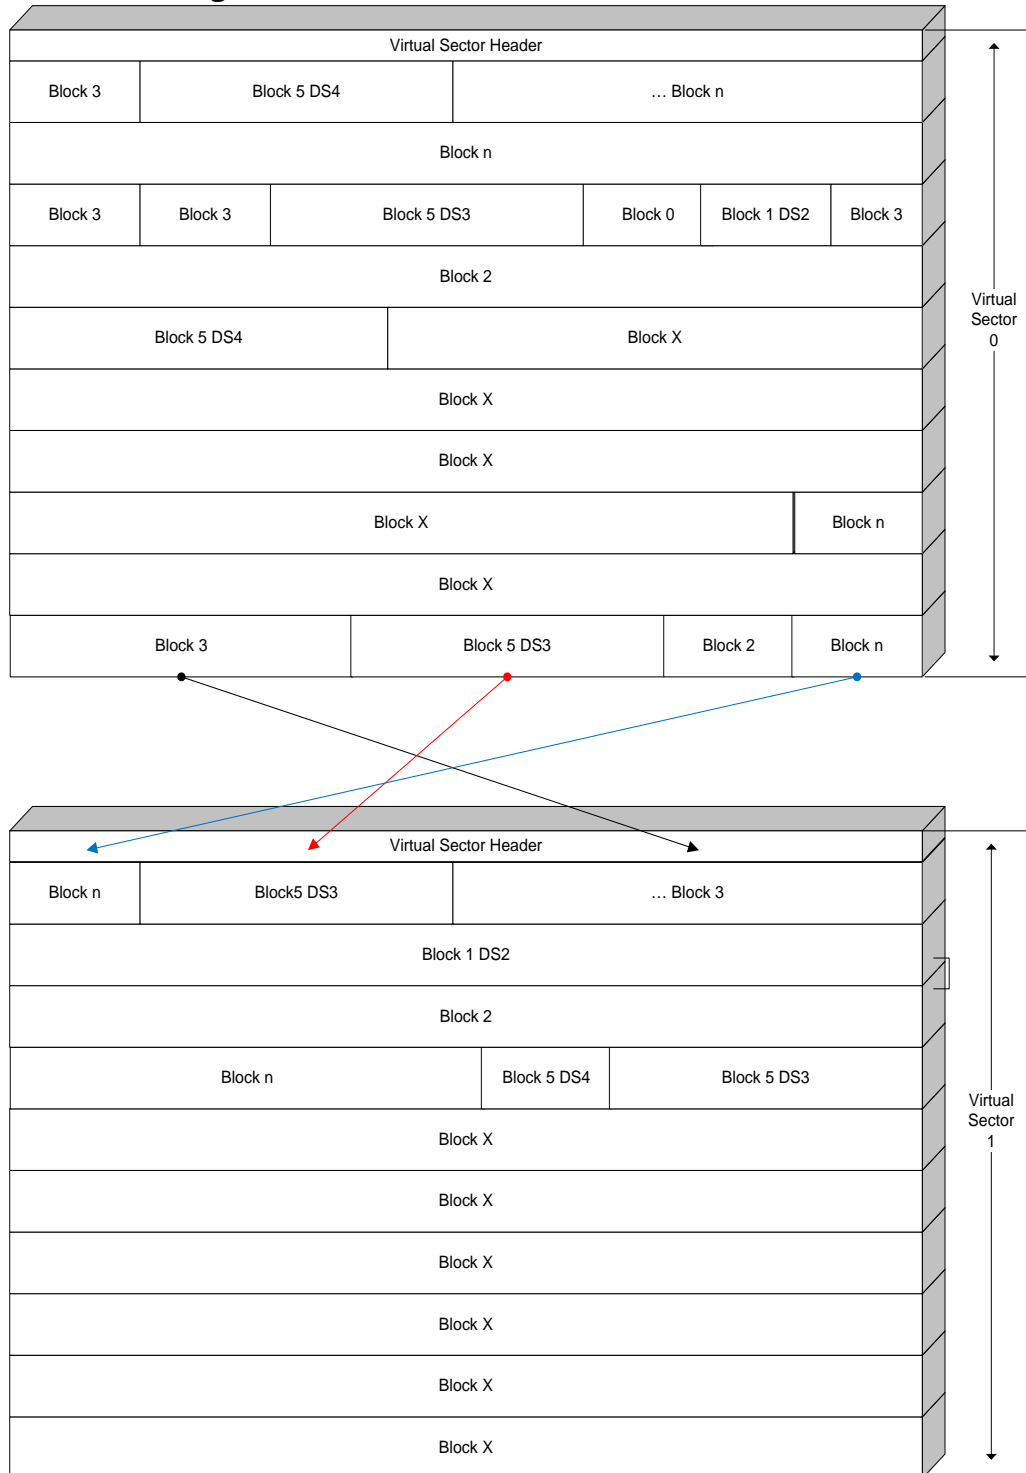 Virtual Sector Header
Block 3 Block 5 DS4 ... Block n
Block n
Block 3 Block 3 Block 5 DS3 Block 0 Block 1 DS2 Block 3
Block 2
Virtual
Sector
0
Block 5 DS4 Block X
Block X
Block X
Block X Block n
Block X
Block 3 Block 5 DS3 Block 2 Block n
Virtual Sector Header
Block n Block5 DS3 ... Block 3
Block 1 DS2
Block 2
Block n Block 5 DS4 Block 5 DS3
Virtual
Sector
1
Block X
Block X
Block X
Block X
Block X
Block X